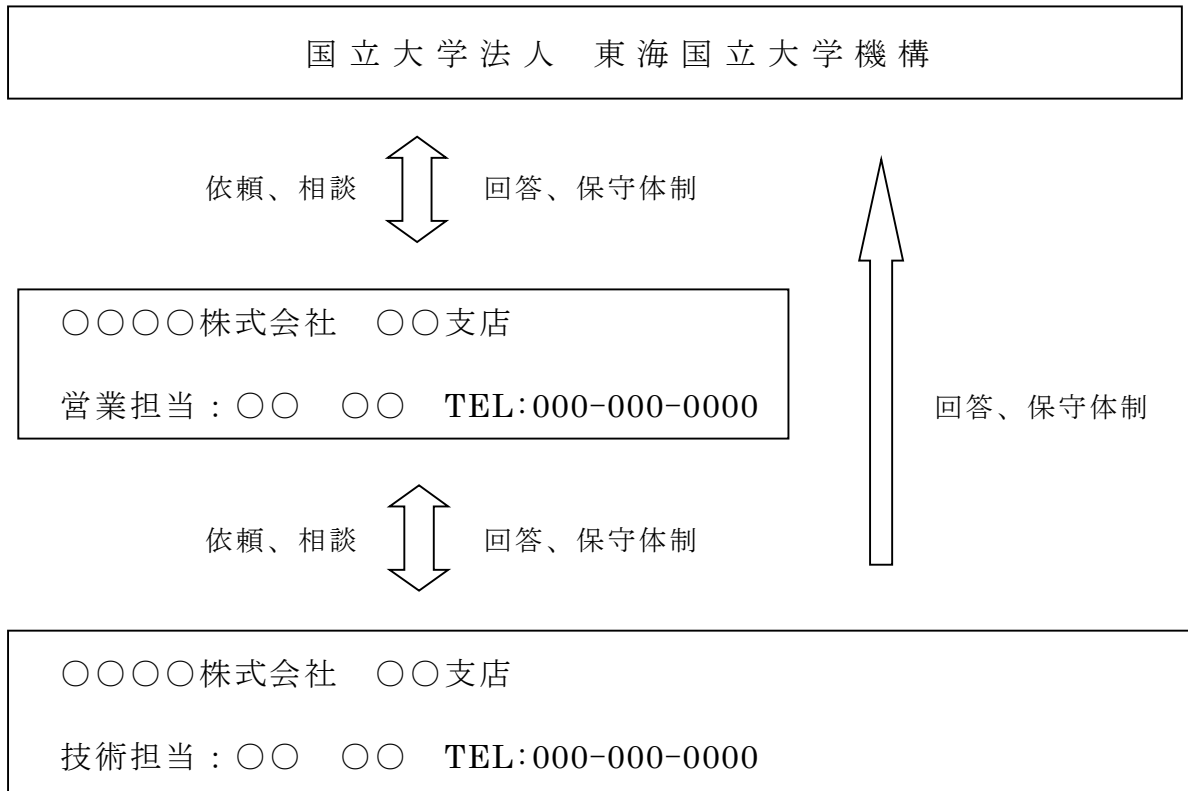 国立大学法人　東海国立大学機構
依頼、相談　回答、保守体制
○○○○株式会社　○○支店
営業担当：○○　○○　TEL:000-000-0000
回答、保守体制
依頼、相談　回答、保守体制
○○○○株式会社　○○支店
技術担当：○○　○○　TEL:000-000-0000